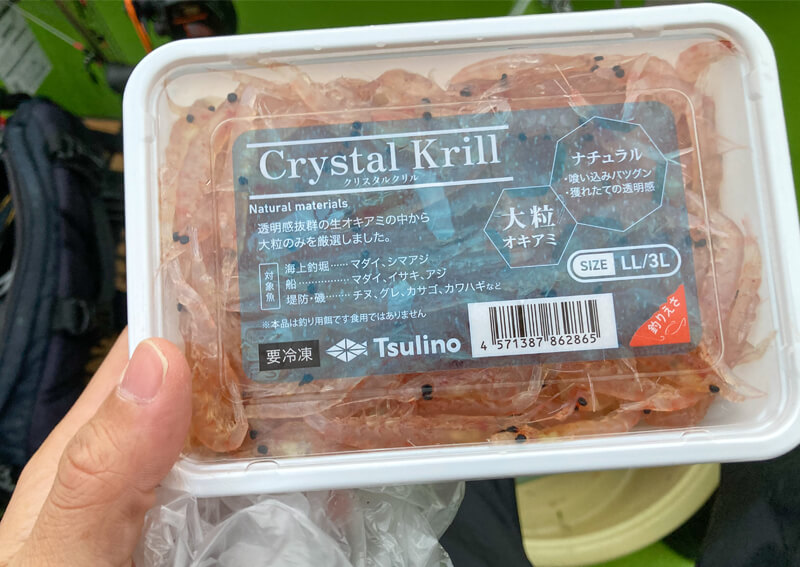 Crystal Krill
クリスタルクリル
Natural materials
透明感抜群の生オキアミの中から
大粒のみを厳選しました。
対象魚
海上釣堀……マダイ、シマアジ
船………………マダイ、イサキ、アジ
堤防・磯………チヌ、グレ、カサゴ、カワハギなど
※本品は釣り用餌です食用ではありません
要冷凍
Tsulino
ナチュラル
・喰い込みバツグン
・獲れたての透明感
大粒
オキアミ
SIZE LL/3L
4 571387 862865
釣りえさ